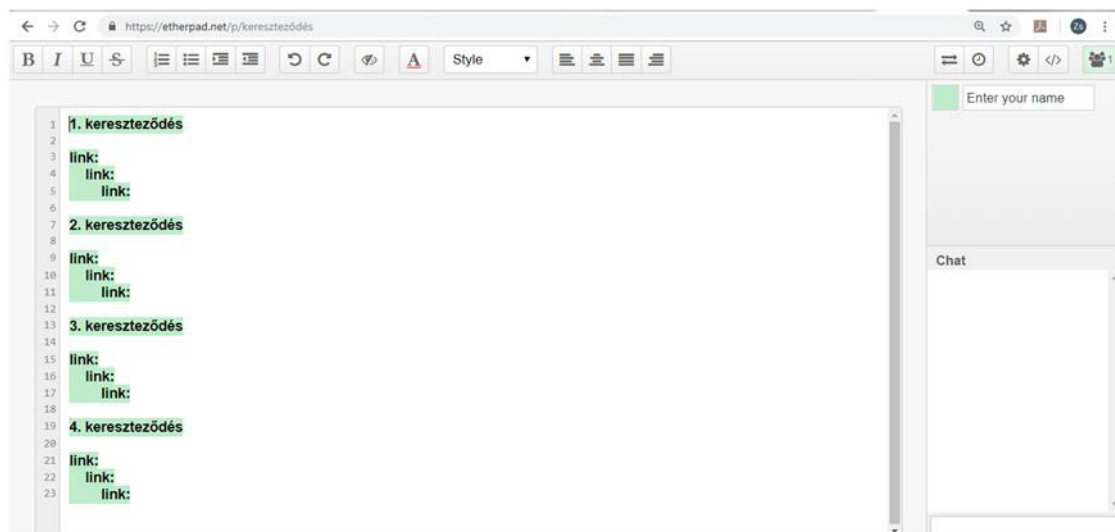 https://etherpad.net/p/kereszteződés
Zs
B I U S
Style
1
Enter your name
1 1. kereszteződés
2
3 link:
4 link:
5 link:
6
7 2. kereszteződés
8
9 link:
10 link:
11 link:
12
13 3. kereszteződés
14
15 link:
16 link:
17 link:
18
19 4. kereszteződés
20
21 link:
22 link:
23 link:
Chat